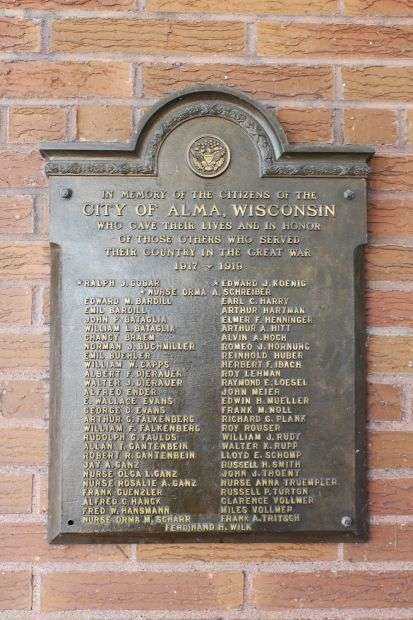 IN MEMORY OF THE CITIZENS OF THE
CITY OF ALMA, WISCONSIN
WHO GAVE THEIR LIVES AND IN HONOR
OF THOSE OTHERS WHO SERVED
THEIR COUNTRY IN THE GREAT WAR
1917 - 1919
*RALPH J. GOBAR *EDWARD J. KOENIG
*NURSE ORMA A. SCHREIBER
EDWARD M. BARDILL EARL C. HARRY
EMIL BARDILL ARTHUR HARTMAN
JOHN P. BATAGLIA ELMER F. HENNINGER
WILLIAM L. BATAGLIA ARTHUR A. HITT
CHANCY BRAEM ALVIN A. HOCH
NORMAN J. BUCHMILLER ROMEO J. HORNUNG
EMIL BUEHLER REINHOLD HUBER
WILLIAM W. CAPPS HERBERT F. IBACH
ALBERT F. DIERAUER ROY LEHMAN
WALTER J. DIERAUER RAYMOND E. LOESEL
ALFRED ENDER JOHN MEIER
E. WALLACE EVANS EDWIN H. MUELLER
GEORGE D. EVANS FRANK M. NOLL
ARTHUR G. FALKENBERG RICHARD G. PLANK
WILLIAM F. FALKENBERG ROY ROUSER
RUDOLPH G. FAULDS WILLIAM J. RUDY
ALLAN T. GANTENBEIN WALTER K. RUPP
ROBERT R. GANTENBEIN LLOYD E. SCHOMP
JAY A. GANZ RUSSELL H. SMITH
NURSE OLGA L. GANZ JOHN J. THOENT
NURSE ROSALIE A. GANZ NURSE ANNA TRUEMPLER
FRANK GUENZLER RUSSELL P. TURTON
ALFRED C. HANCK CLARENCE VOLLMER
FRED W. HANSMANN MILES VOLLMER
NURSE ORMA M. SCHARR FRANK A. TRITSCH
FERDINAND H. WILK